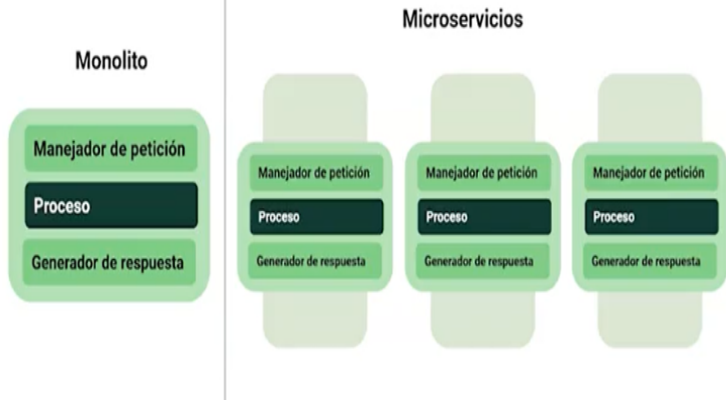 Monolito
Manejador de petición
Proceso
Generador de respuesta
Microservicios
Manejador de petición
Proceso
Generador de respuesta
Manejador de petición
Proceso
Generador de respuesta
Manejador de petición
Proceso
Generador de respuesta